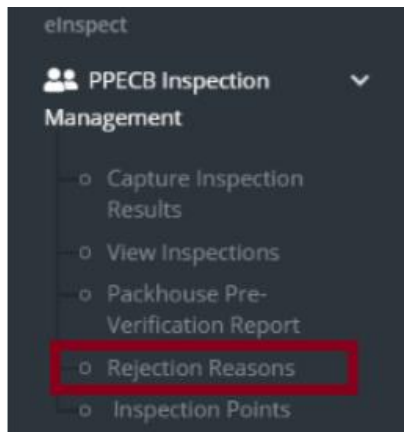 eInspect
PPECB Inspection
Management
Capture Inspection
Results
View Inspections
Packhouse Pre-
Verification Report
Rejection Reasons
Inspection Points